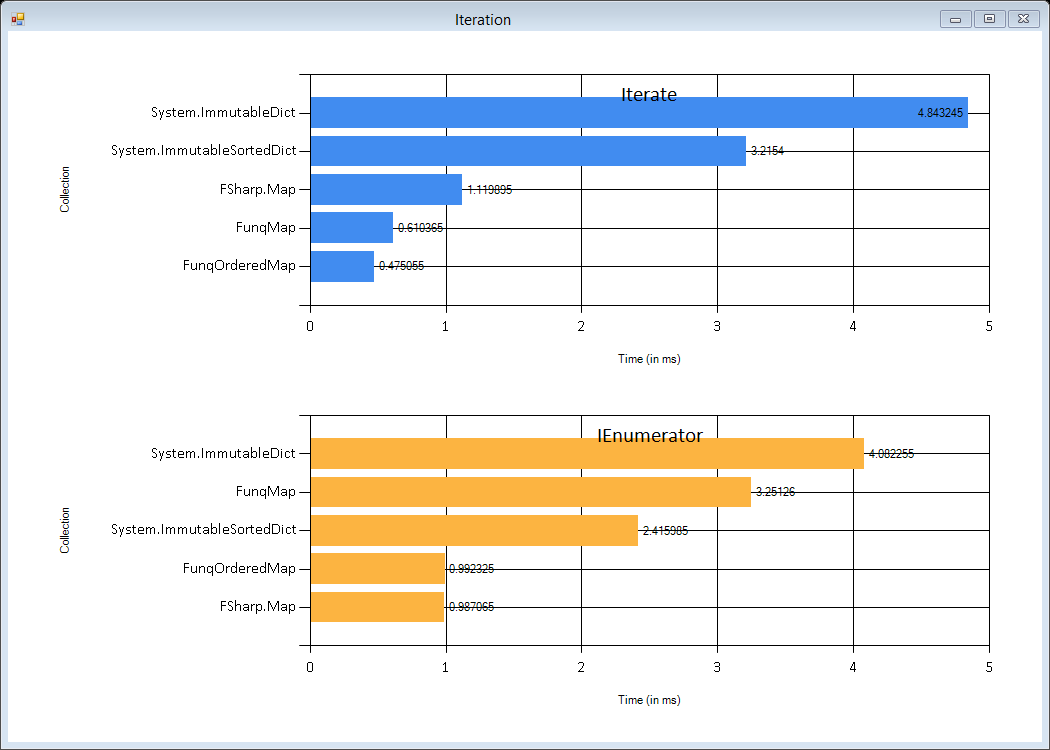 Iteration
Iterate
System.ImmutableDict 4.843245
System.ImmutableSortedDict 3.2154
FSharp.Map 1.119895
FunqMap 0.610365
FunqOrderedMap 0.475055
Collection
0 1 2 3 4 5
Time (in ms)
IEnumerator
System.ImmutableDict 4.082255
FunqMap 3.25126
System.ImmutableSortedDict 2.415985
FunqOrderedMap 0.992325
FSharp.Map 0.987065
Collection
0 1 2 3 4 5
Time (in ms)